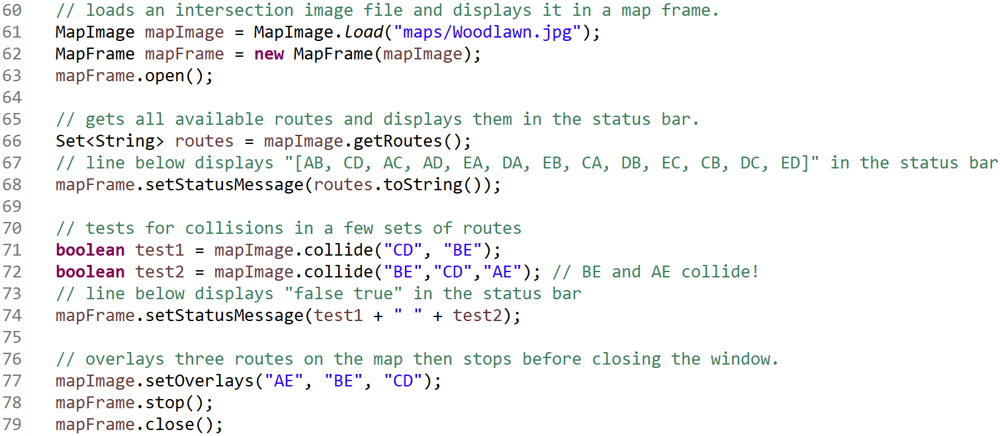 60 // loads an intersection image file and displays it in a map frame.
61 MapImage mapImage = MapImage.load("maps/Woodlawn.jpg");
62 MapFrame mapFrame = new MapFrame(mapImage);
63 mapFrame.open();
64
65 // gets all available routes and displays them in the status bar.
66 Set<String> routes = mapImage.getRoutes();
67 // line below displays "[AB, CD, AC, AD, EA, DA, EB, CA, DB, EC, CB, DC, ED]" in the status bar
68 mapFrame.setStatusMessage(routes.toString());
69
70 // tests for collisions in a few sets of routes
71 boolean test1 = mapImage.collide("CD", "BE");
72 boolean test2 = mapImage.collide("BE","CD","AE"); // BE and AE collide!
73 // line below displays "false true" in the status bar
74 mapFrame.setStatusMessage(test1 + " " + test2);
75
76 // overlays three routes on the map then stops before closing the window.
77 mapImage.setOverlays("AE", "BE", "CD");
78 mapFrame.stop();
79 mapFrame.close();